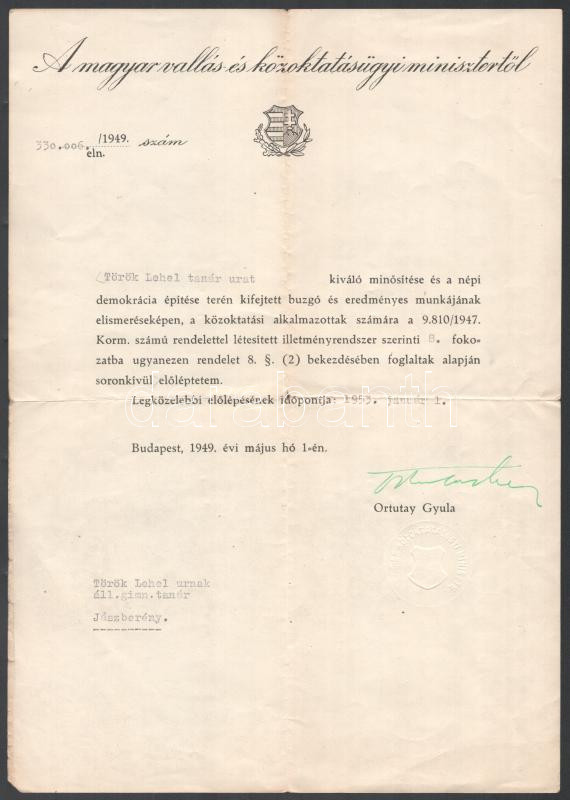 A magyar vallás- és közoktatásügyi minisztertől
330.006./1949. szám
eln.
Török Lehel tanár urat kiváló minősítése és a népi
demokrácia építése terén kifejtett buzgó és eredményes munkájának
elismeréseképen, a közoktatási alkalmazottak számára a 9.810/1947.
Korm. számú rendelettel létesített illetményrendszer szerinti 8. foko-
zatba ugyanezen rendelet 8. §. (2) bekezdésében foglaltak alapján
soronkívül előléptetem.
Legközelebbi előlépésének időpontja: 1953. január 1.
darabanth
Budapest, 1949. évi május hó 1-én.
Ortutay Gyula
Török Lehel urnak
áll.gimn.tanár
Jászberény.